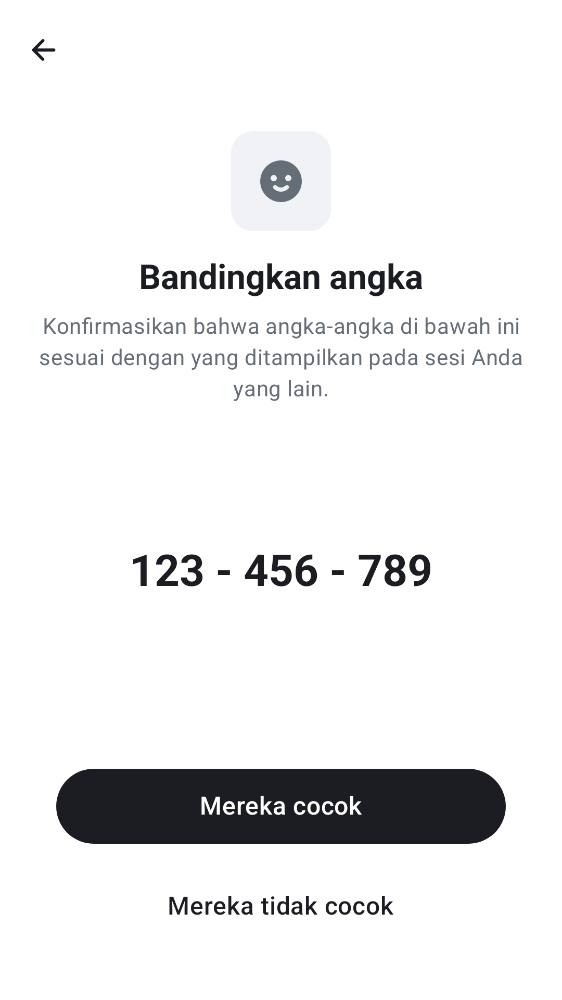 Bandingkan angka
Konfirmasikan bahwa angka-angka di bawah ini
sesuai dengan yang ditampilkan pada sesi Anda
yang lain.
123 - 456 - 789
Mereka cocok
Mereka tidak cocok